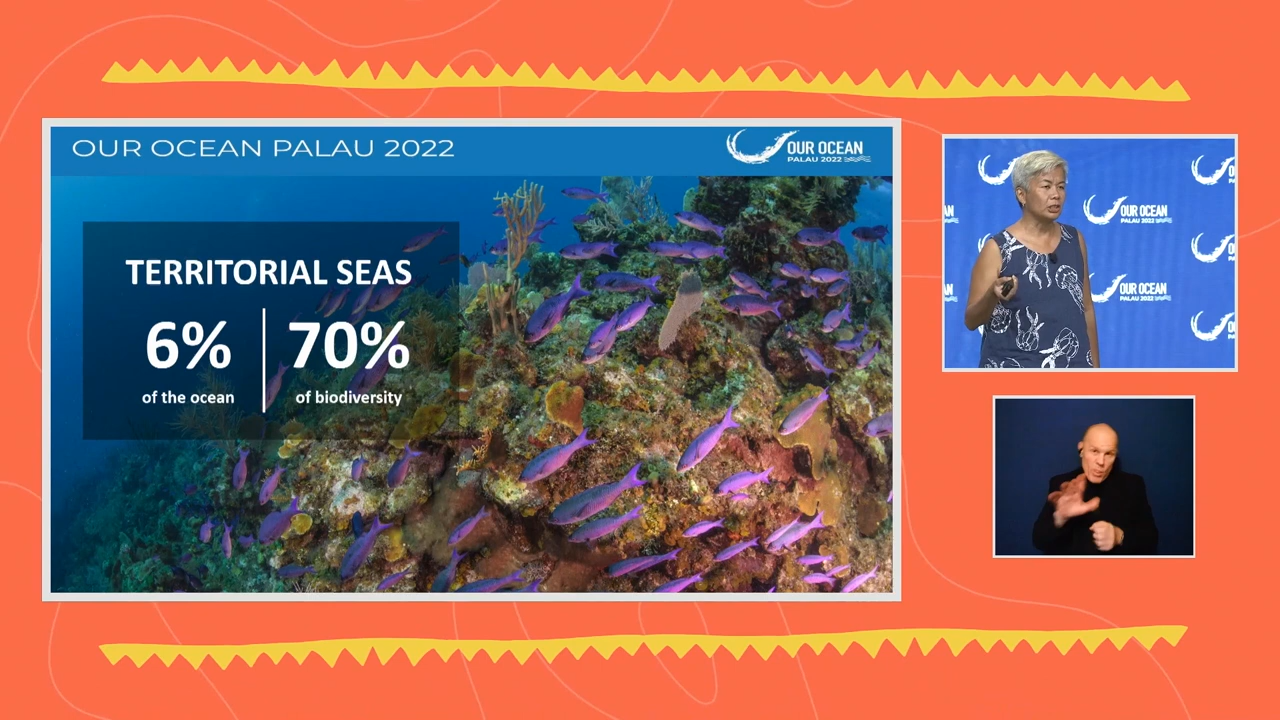 OUR OCEAN PALAU 2022
OUR OCEAN
PALAU 2022
TERRITORIAL SEAS
6%
of the ocean
70%
of biodiversity
OUR OCEAN
PALAU 2022
OUR OCEAN
PALAU 2022